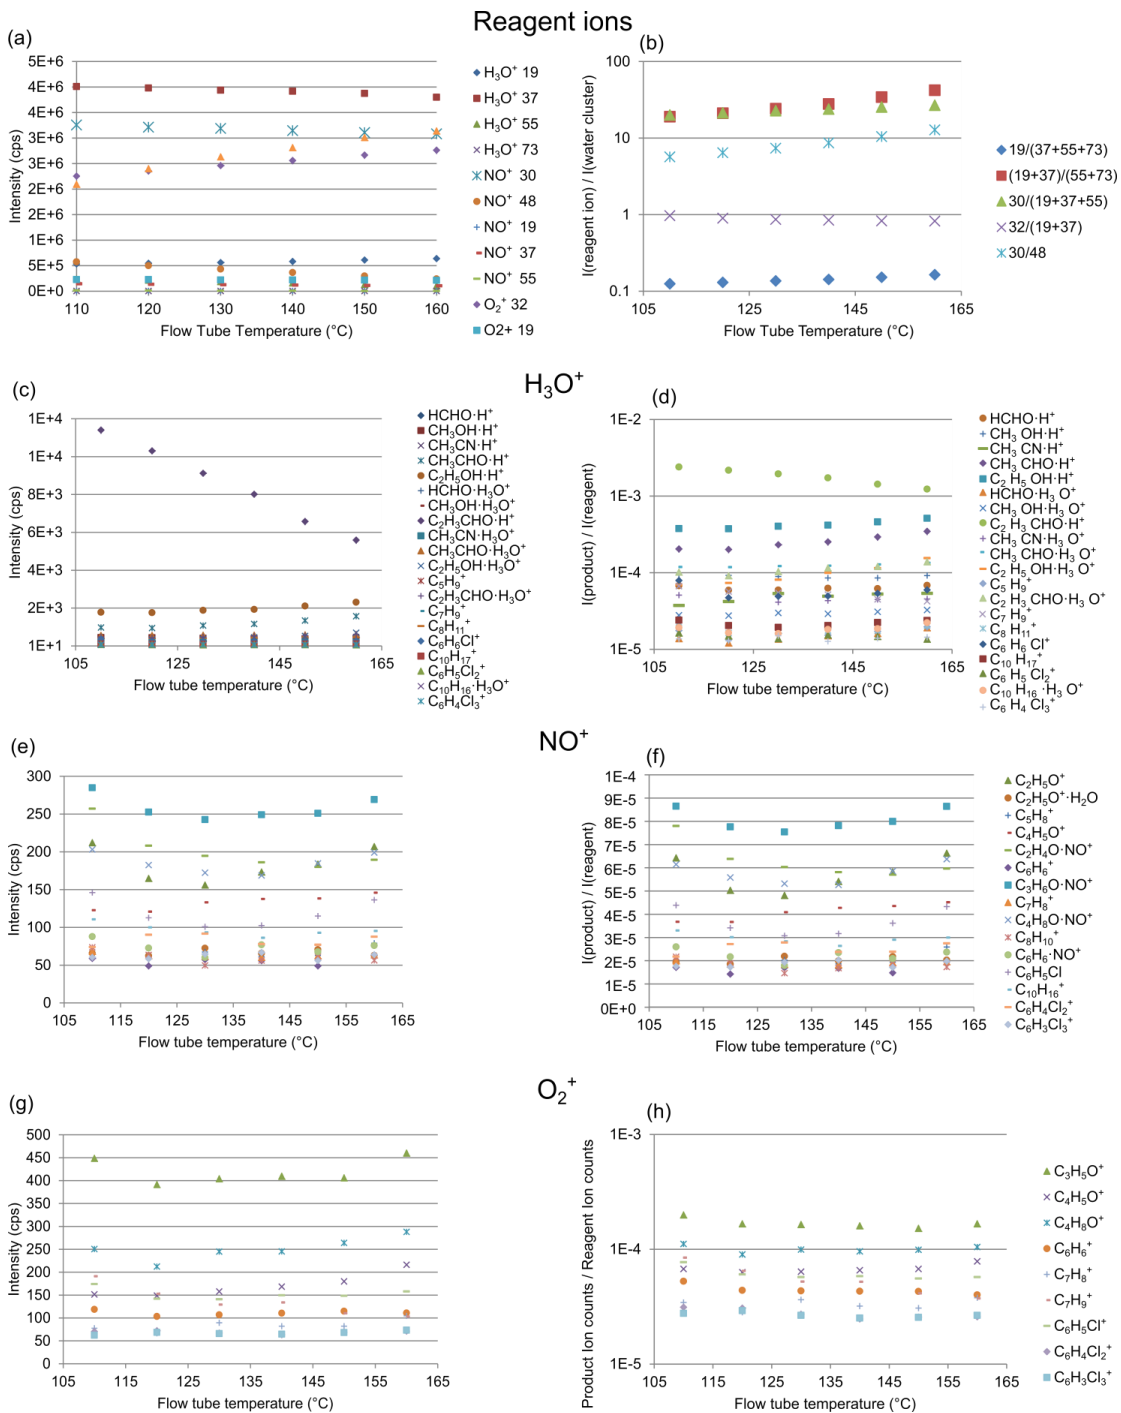 Reagent ions
(a)
5E+6
4E+6
4E+6
3E+6
3E+6
2E+6
2E+6
1E+6
1E+6
5E+5
0E+0
110 120 130 140 150 160
Intensity (cps)
Flow Tube Temperature (°C)
H₃O⁺ 19
H₃O⁺ 37
H₃O⁺ 55
H₃O⁺ 73
NO⁺ 30
NO⁺ 48
NO⁺ 19
NO⁺ 37
NO⁺ 55
O₂⁺ 32
O2+ 19
(b)
100
10
1
0.1
105 125 145 165
I(reagent ion) / I(water cluster)
Flow Tube Temperature (°C)
19/(37+55+73)
(19+37)/(55+73)
30/(19+37+55)
32/(19+37)
30/48
H₃O⁺
(c)
1E+4
1E+4
8E+3
6E+3
4E+3
2E+3
1E+1
105 125 145 165
Intensity (cps)
Flow tube temperature (°C)
HCHO·H⁺
CH₃OH·H⁺
CH₃CN·H⁺
CH₃CHO·H⁺
C₂H₅OH·H⁺
HCHO·H₃O⁺
CH₃OH·H₃O⁺
C₂H₃CHO·H⁺
CH₃CN·H₃O⁺
CH₃CHO·H₃O⁺
C₂H₅OH·H₃O⁺
C₅H₉⁺
C₂H₃CHO·H₃O⁺
C₇H₉⁺
C₈H₁₁⁺
C₆H₆Cl⁺
C₁₀H₁₇⁺
C₆H₅Cl₂⁺
C₁₀H₁₆·H₃O⁺
C₆H₄Cl₃⁺
(d)
1E-2
1E-3
1E-4
1E-5
105 125 145 165
I(product) / I(reagent)
Flow tube temperature (°C)
HCHO·H⁺
CH₃ OH·H⁺
CH₃ CN·H⁺
CH₃ CHO·H⁺
C₂ H₅ OH·H⁺
HCHO·H₃ O⁺
CH₃ OH·H₃ O⁺
C₂ H₃ CHO·H⁺
CH₃ CN·H₃ O⁺
CH₃ CHO·H₃ O⁺
C₂ H₅ OH·H₃ O⁺
C₅ H₉⁺
C₂ H₃ CHO·H₃ O⁺
C₇ H₉⁺
C₈ H₁₁⁺
C₆ H₆ Cl⁺
C₁₀ H₁₇⁺
C₆ H₅ Cl₂⁺
C₁₀ H₁₆ ·H₃ O⁺
C₆ H₄ Cl₃⁺
NO⁺
(e)
300
250
200
150
100
50
0
105 115 125 135 145 155 165
Intensity (cps)
Flow tube temperature (°C)
(f)
1E-4
9E-5
8E-5
7E-5
6E-5
5E-5
4E-5
3E-5
2E-5
1E-5
0E+0
105 115 125 135 145 155 165
I(product) / I(reagent)
Flow tube temperature (°C)
C₂H₅O⁺
C₂H₅O⁺·H₂O
C₅H₈⁺
C₄H₅O⁺
C₂H₄O·NO⁺
C₆H₆⁺
C₃H₆O·NO⁺
C₇H₈⁺
C₄H₈O·NO⁺
C₈H₁₀⁺
C₆H₆·NO⁺
C₆H₅Cl
C₁₀H₁₆⁺
C₆H₄Cl₂⁺
C₆H₃Cl₃⁺
O₂⁺
(g)
500
450
400
350
300
250
200
150
100
50
0
105 115 125 135 145 155 165
Intensity (cps)
Flow tube temperature (°C)
(h)
1E-3
1E-4
1E-5
105 115 125 135 145 155 165
Product Ion counts / Reagent Ion counts
Flow tube temperature (°C)
C₃H₅O⁺
C₄H₅O⁺
C₄H₈O⁺
C₆H₆⁺
C₇H₈⁺
C₇H₉⁺
C₆H₅Cl⁺
C₆H₄Cl₂⁺
C₆H₃Cl₃⁺